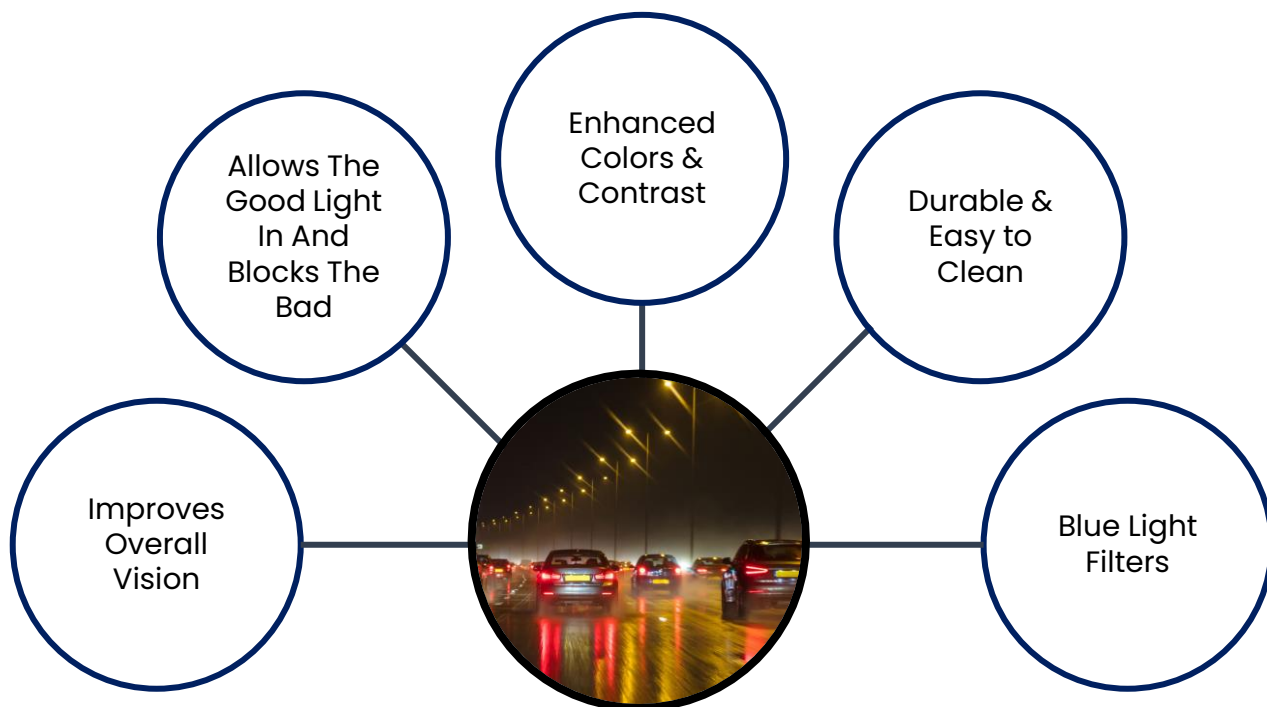 Improves
Overall
Vision
Allows The
Good Light
In And
Blocks The
Bad
Enhanced
Colors &
Contrast
Durable &
Easy to
Clean
Blue Light
Filters